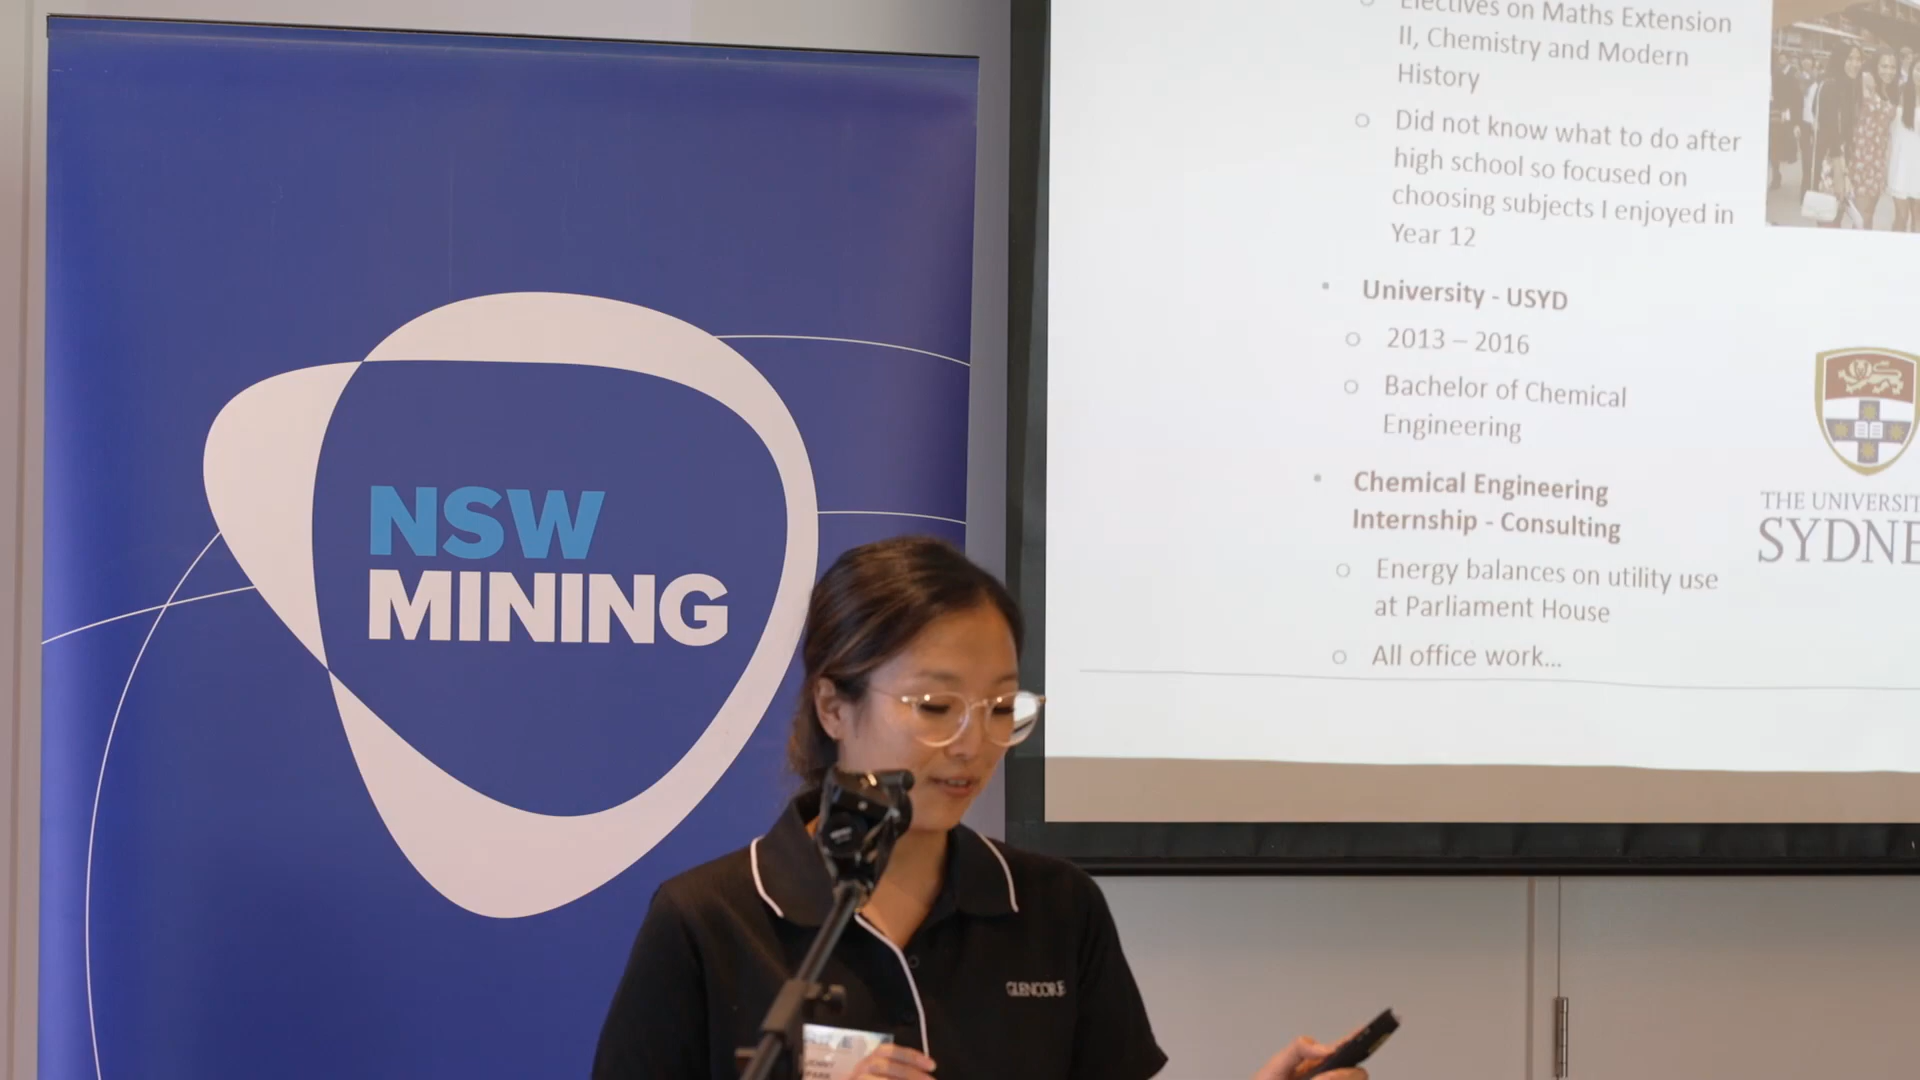 NSW
MINING
Electives on Maths Extension
II, Chemistry and Modern
History
Did not know what to do after
high school so focused on
choosing subjects I enjoyed in
Year 12
University - USYD
2013 – 2016
Bachelor of Chemical
Engineering
Chemical Engineering
Internship - Consulting
Energy balances on utility use
at Parliament House
All office work...
THE UNIVERSIT
SYDNE
GLENCORE
JENNY
PARK